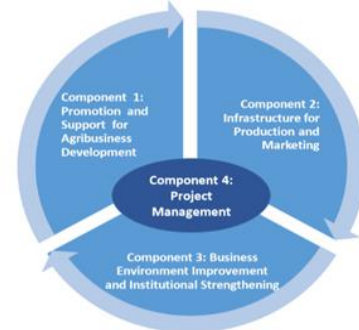 Component 1:
Promotion and
Support for
Agribusiness
Development
Component 2:
Infrastructure for
Production and
Marketing
Component 4:
Project
Management
Component 3: Business
Environment Improvement
and Institutional Strengthening